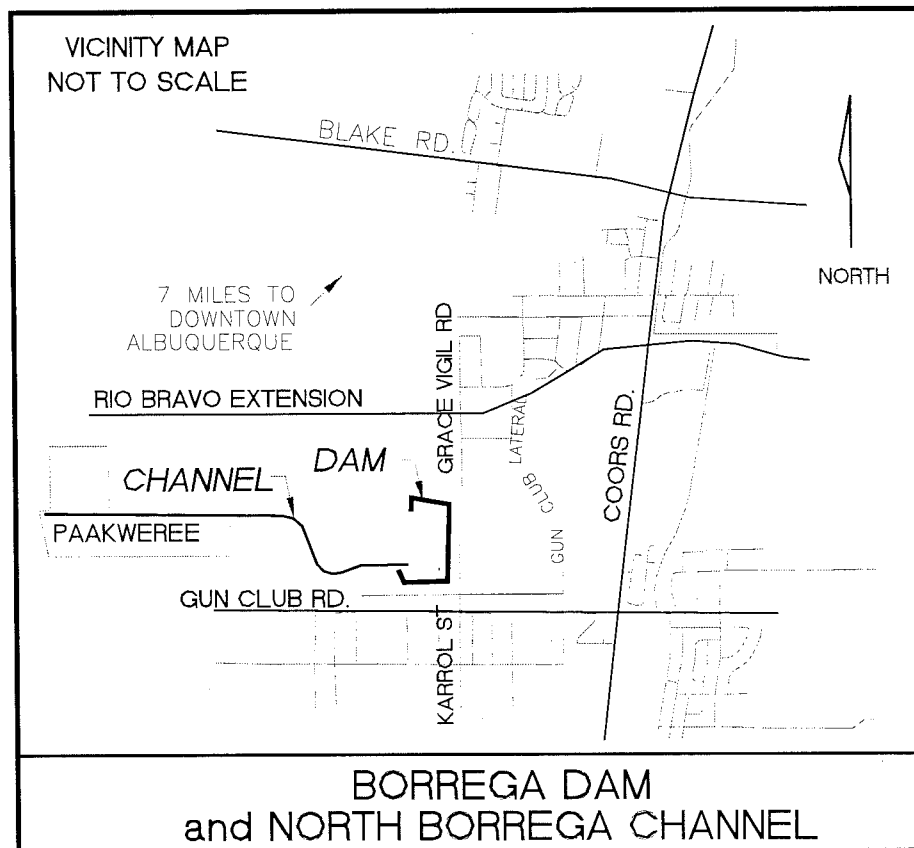 VICINITY MAP
NOT TO SCALE
BLAKE RD.
NORTH
7 MILES TO
DOWNTOWN
ALBUQUERQUE
GRACE VIGIL RD
RIO BRAVO EXTENSION
LATERAL
CLUB
GUN
COORS RD.
DAM
CHANNEL
PAAKWEREE
GUN CLUB RD.
KARROL ST
BORREGA DAM
and NORTH BORREGA CHANNEL